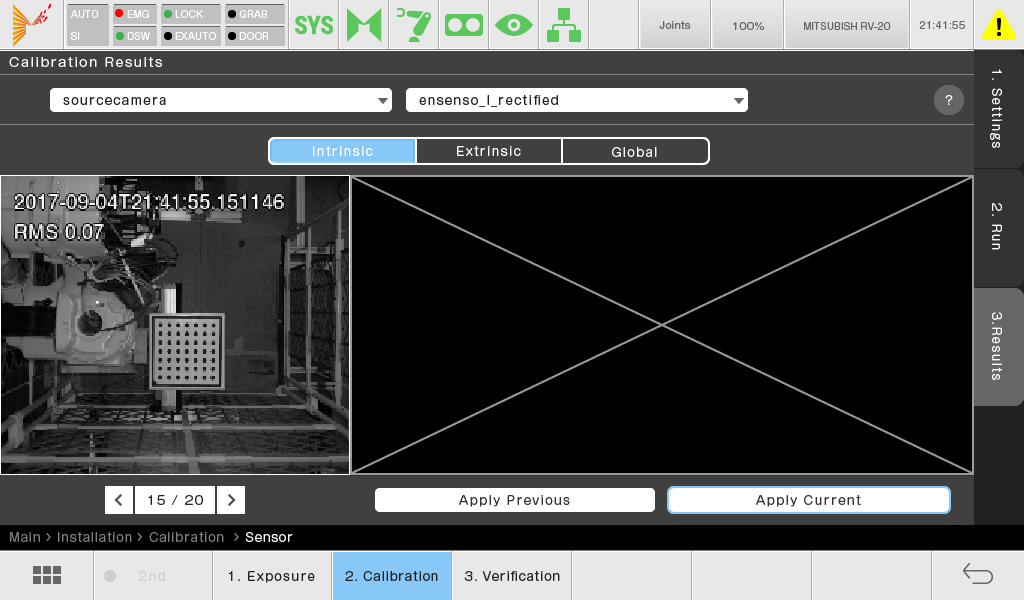 AUTO
SI
EMG
DSW
LOCK
EXAUTO
GRAB
DOOR
SYS
7
Joints
100%
MITSUBISH RV-20
21:41:55
!
Calibration Results
sourcecamera
ensenso_l_rectified
?
Intrinsic
Extrinsic
Global
2017-09-04T21:41:55.151146
RMS 0.07
1. Settings
2. Run
3.Results
< 15 / 20 >
Apply Previous
Apply Current
Main > Installation > Calibration > Sensor
2nd
1. Exposure
2. Calibration
3. Verification